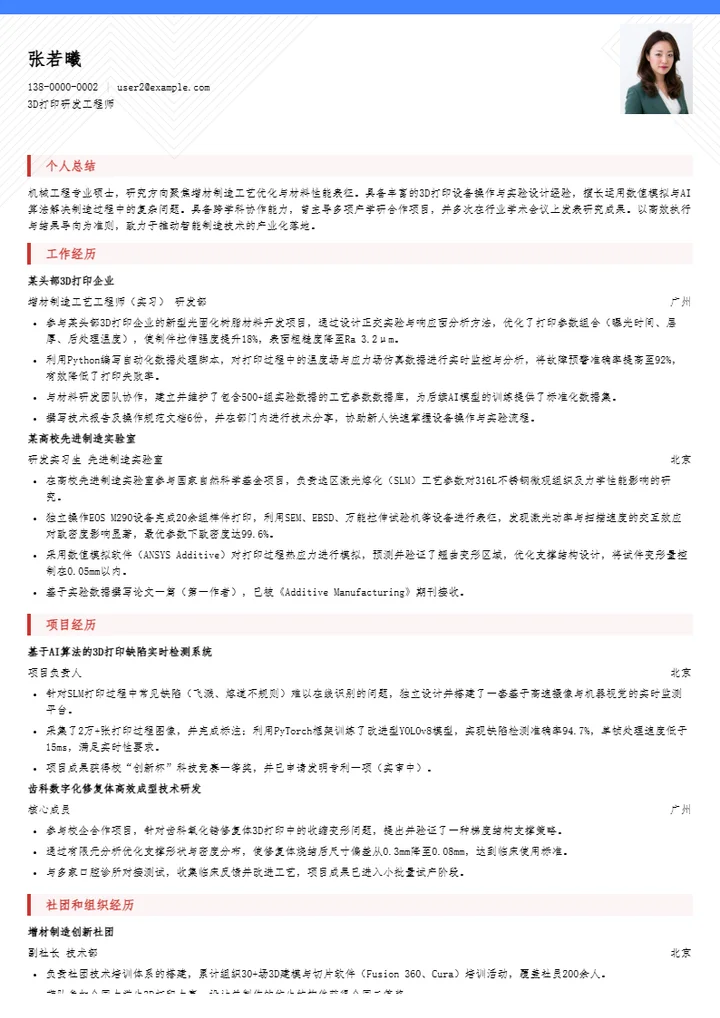 张若曦
138-0000-0002 | user2@example.com
3D打印研发工程师
个人总结
机械工程专业硕士，研究方向聚焦增材制造工艺优化与材料性能表征。具备丰富的3D打印设备操作与实验设计经验，擅长运用数值模拟与AI
算法解决制造过程中的复杂问题。具备跨学科协作能力，曾主导多项产学研合作项目，并多次在行业学术会议上发表研究成果。以高效执行
与结果导向为准则，致力于推动智能制造技术的产业化落地。
工作经历
某头部3D打印企业
增材制造工艺工程师（实习） 研发部 广州
• 参与某头部3D打印企业的新型光固化树脂材料开发项目，通过设计正交实验与响应面分析方法，优化了打印参数组合（曝光时间、层
厚、后处理温度），使制件拉伸强度提升18%，表面粗糙度降至Ra 3.2μm。
• 利用Python编写自动化数据处理脚本，对打印过程中的温度场与应力场仿真数据进行实时监控与分析，将故障预警准确率提高至92%，
有效降低了打印失败率。
• 与材料研发团队协作，建立并维护了包含500+组实验数据的工艺参数数据库，为后续AI模型的训练提供了标准化数据集。
• 撰写技术报告及操作规范文档6份，并在部门内进行技术分享，协助新人快速掌握设备操作与实验流程。
某高校先进制造实验室
研发实习生 先进制造实验室 北京
• 在高校先进制造实验室参与国家自然科学基金项目，负责选区激光熔化（SLM）工艺参数对316L不锈钢微观组织及力学性能影响的研
究。
• 独立操作EOS M290设备完成20余组样件打印，利用SEM、EBSD、万能拉伸试验机等设备进行表征，发现激光功率与扫描速度的交互效应
对致密度影响显著，最优参数下致密度达99.6%。
• 采用数值模拟软件（ANSYS Additive）对打印过程热应力进行模拟，预测并验证了翘曲变形区域，优化支撑结构设计，将试件变形量控
制在0.05mm以内。
• 基于实验数据撰写论文一篇（第一作者），已被《Additive Manufacturing》期刊接收。
项目经历
基于AI算法的3D打印缺陷实时检测系统
项目负责人 北京
• 针对SLM打印过程中常见缺陷（飞溅、熔道不规则）难以在线识别的问题，独立设计并搭建了一套基于高速摄像与机器视觉的实时监测
平台。
• 采集了2万+张打印过程图像，并完成标注；利用PyTorch框架训练了改进型YOLOv8模型，实现缺陷检测准确率94.7%，单帧处理速度低于
15ms，满足实时性要求。
• 项目成果获得校“创新杯”科技竞赛一等奖，并已申请发明专利一项（实审中）。
齿科数字化修复体高效成型技术研发
核心成员 广州
• 参与校企合作项目，针对齿科氧化锆修复体3D打印中的收缩变形问题，提出并验证了一种梯度结构支撑策略。
• 通过有限元分析优化支撑形状与密度分布，使修复体烧结后尺寸偏差从0.3mm降至0.08mm，达到临床使用标准。
• 与多家口腔诊所对接测试，收集临床反馈并改进工艺，项目成果已进入小批量试产阶段。
社团和组织经历
增材制造创新社团
副社长 技术部 北京
• 负责社团技术培训体系的搭建，累计组织30+场3D建模与切片软件（Fusion 360、Cura）培训活动，覆盖社员200余人。